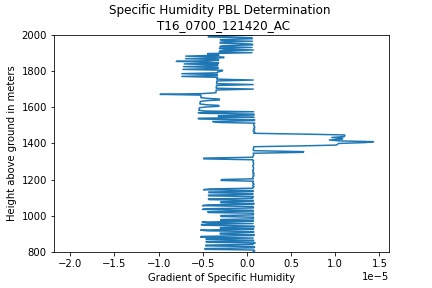 Specific Humidity PBL Determination
T16_0700_121420_AC
2000
1800
1600
1400
1200
1000
800
Height above ground in meters
−2.0 −1.5 −1.0 −0.5 0.0 0.5 1.0 1.5
1e−5
Gradient of Specific Humidity